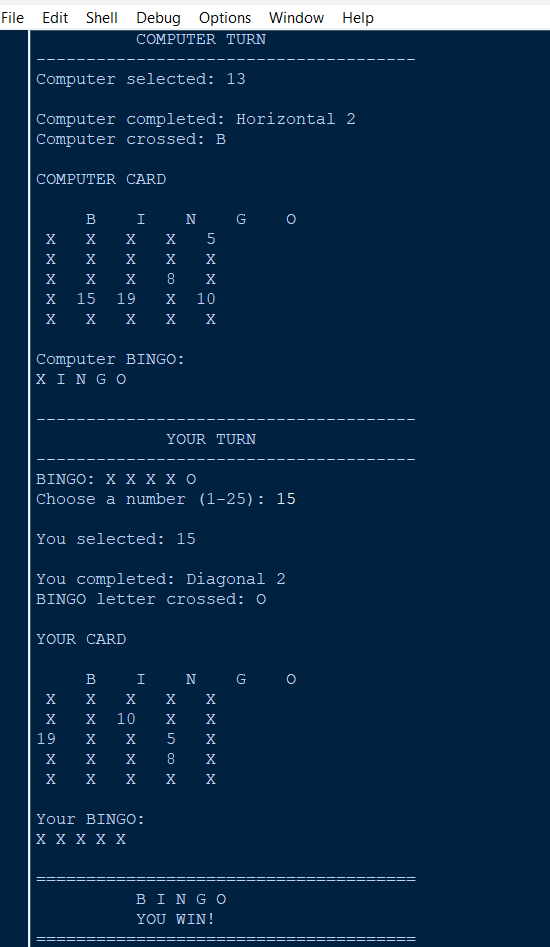 File Edit Shell Debug Options Window Help
COMPUTER TURN
--------------------------------------
Computer selected: 13
Computer completed: Horizontal 2
Computer crossed: B
COMPUTER CARD
B I N G O
X X X X 5
X X X X X
X X X 8 X
X 15 19 X 10
X X X X X
Computer BINGO:
X I N G O
--------------------------------------
YOUR TURN
--------------------------------------
BINGO: X X X X O
Choose a number (1-25): 15
You selected: 15
You completed: Diagonal 2
BINGO letter crossed: O
YOUR CARD
B I N G O
X X X X X
X X 10 X X
19 X X 5 X
X X X 8 X
X X X X X
Your BINGO:
X X X X X
======================================
B I N G O
YOU WIN!
======================================